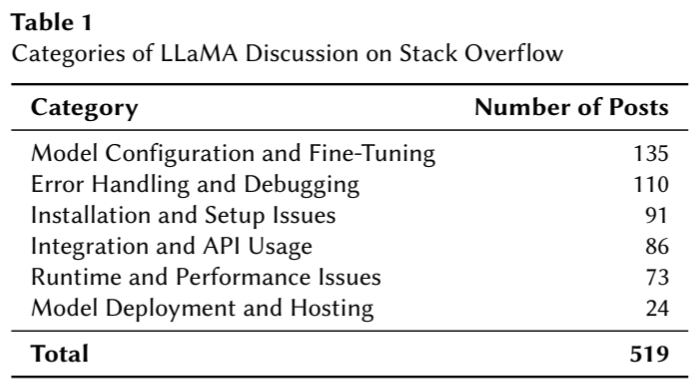 Table 1
Categories of LLaMA Discussion on Stack Overflow
Category Number of Posts
Model Configuration and Fine-Tuning 135
Error Handling and Debugging 110
Installation and Setup Issues 91
Integration and API Usage 86
Runtime and Performance Issues 73
Model Deployment and Hosting 24
Total 519